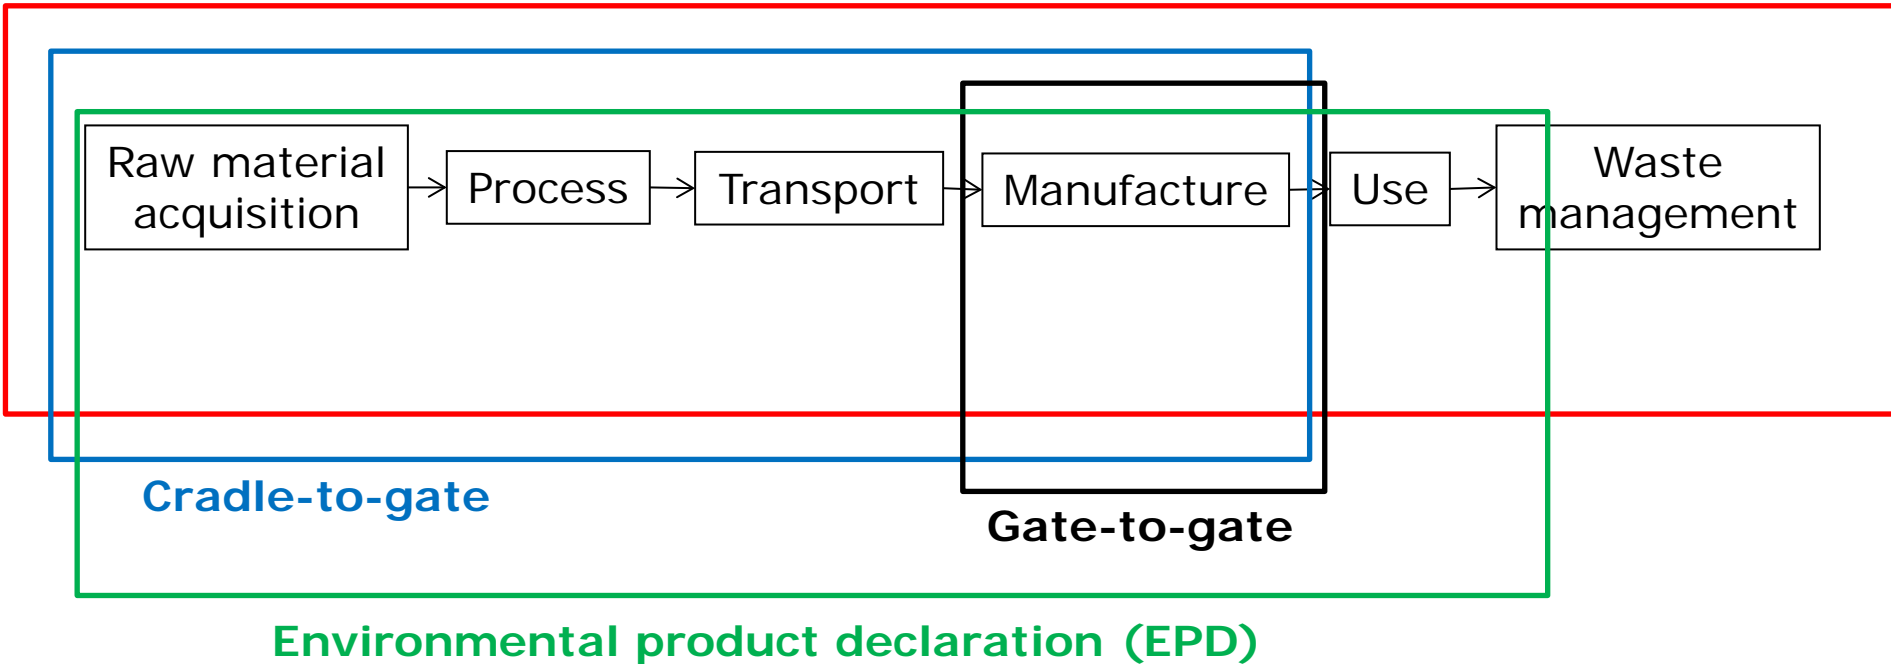 Raw material
acquisition
Process
Transport
Manufacture
Use
Waste
management
Cradle-to-gate
Gate-to-gate
Environmental product declaration (EPD)